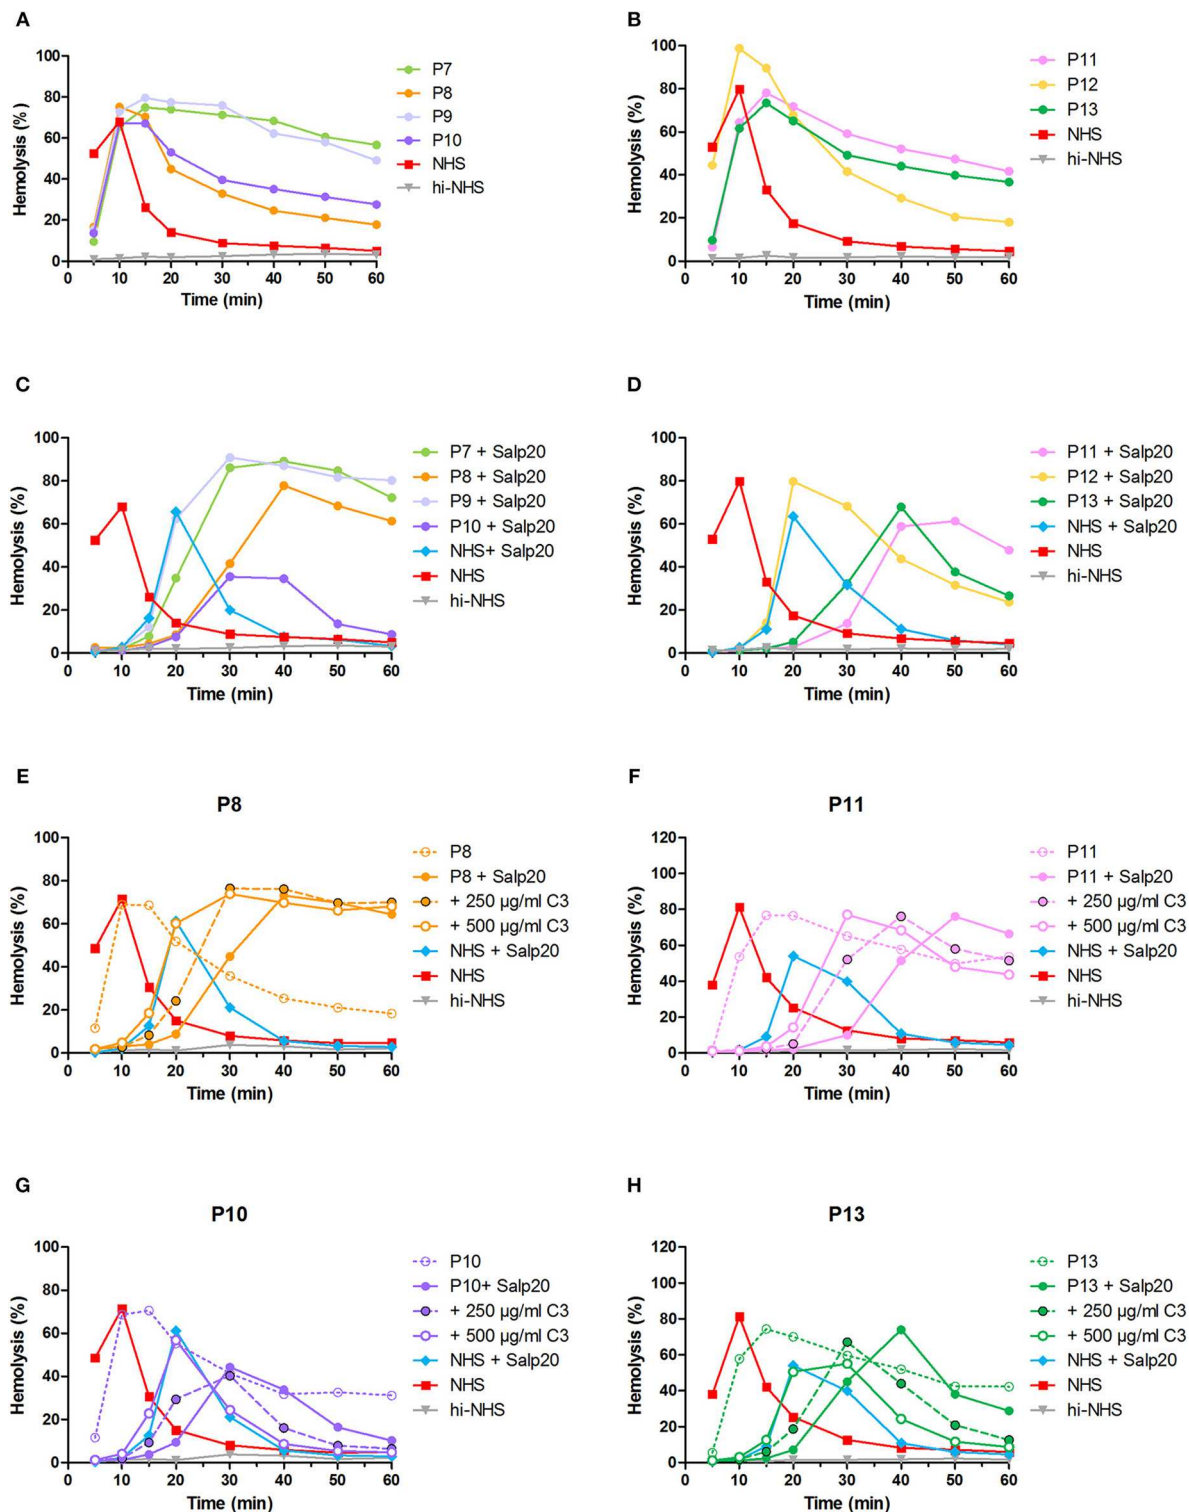 A
Hemolysis (%)
100
80
60
40
20
0
0 10 20 30 40 50 60
Time (min)
P7
P8
P9
P10
NHS
hi-NHS
B
Hemolysis (%)
100
80
60
40
20
0
0 10 20 30 40 50 60
Time (min)
P11
P12
P13
NHS
hi-NHS
C
Hemolysis (%)
100
80
60
40
20
0
0 10 20 30 40 50 60
Time (min)
P7 + Salp20
P8 + Salp20
P9 + Salp20
P10 + Salp20
NHS+ Salp20
NHS
hi-NHS
D
Hemolysis (%)
100
80
60
40
20
0
0 10 20 30 40 50 60
Time (min)
P11 + Salp20
P12 + Salp20
P13 + Salp20
NHS + Salp20
NHS
hi-NHS
E
P8
Hemolysis (%)
100
80
60
40
20
0
0 10 20 30 40 50 60
Time (min)
P8
P8 + Salp20
+ 250 µg/ml C3
+ 500 µg/ml C3
NHS + Salp20
NHS
hi-NHS
F
P11
Hemolysis (%)
120
100
80
60
40
20
0
0 10 20 30 40 50 60
Time (min)
P11
P11 + Salp20
+ 250 µg/ml C3
+ 500 µg/ml C3
NHS + Salp20
NHS
hi-NHS
G
P10
Hemolysis (%)
100
80
60
40
20
0
0 10 20 30 40 50 60
Time (min)
P10
P10+ Salp20
+ 250 µg/ml C3
+ 500 µg/ml C3
NHS + Salp20
NHS
hi-NHS
H
P13
Hemolysis (%)
120
100
80
60
40
20
0
0 10 20 30 40 50 60
Time (min)
P13
P13 + Salp20
+ 250 µg/ml C3
+ 500 µg/ml C3
NHS + Salp20
NHS
hi-NHS